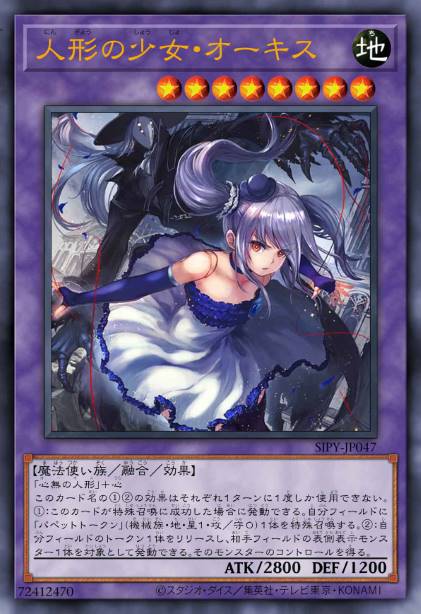 人形の少女・オーキス
地
SIPY-JP047
【魔法使い族/融合/効果】
「心無の人形」+心
このカード名の①②の効果はそれぞれ1ターンに1度しか使用できない。
①:このカードが特殊召喚に成功した場合に発動できる。自分フィールドに
「パペットトークン」(機械族・地・星1・攻/守0)1体を特殊召喚する。②:自
分フィールドのトークン1体をリリースし、相手フィールドの表側表示モンス
ター1体を対象として発動できる。そのモンスターのコントロールを得る。
ATK/2800 DEF/1200
72412470
©スタジオ・ダイス/集英社・テレビ東京・KONAMI